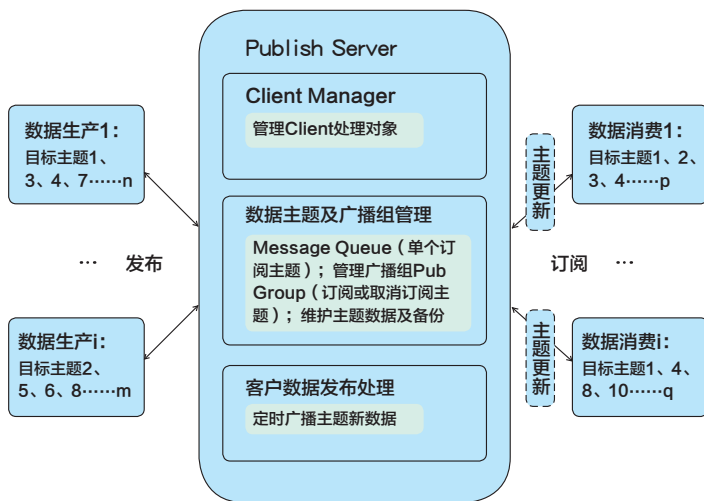 Publish Server
Client Manager
管理Client处理对象
数据主题及广播组管理
Message Queue（单个订
阅主题）；管理广播组Pub
Group（订阅或取消订阅主
题）；维护主题数据及备份
客户数据发布处理
定时广播主题新数据
数据生产1：
目标主题1、
3、4、7……n
… 发布
数据生产i：
目标主题2、
5、6、8……m
主题更新
数据消费1：
目标主题1、2、
3、4……p
订阅 …
主题更新
数据消费i：
目标主题1、4、
8、10……q